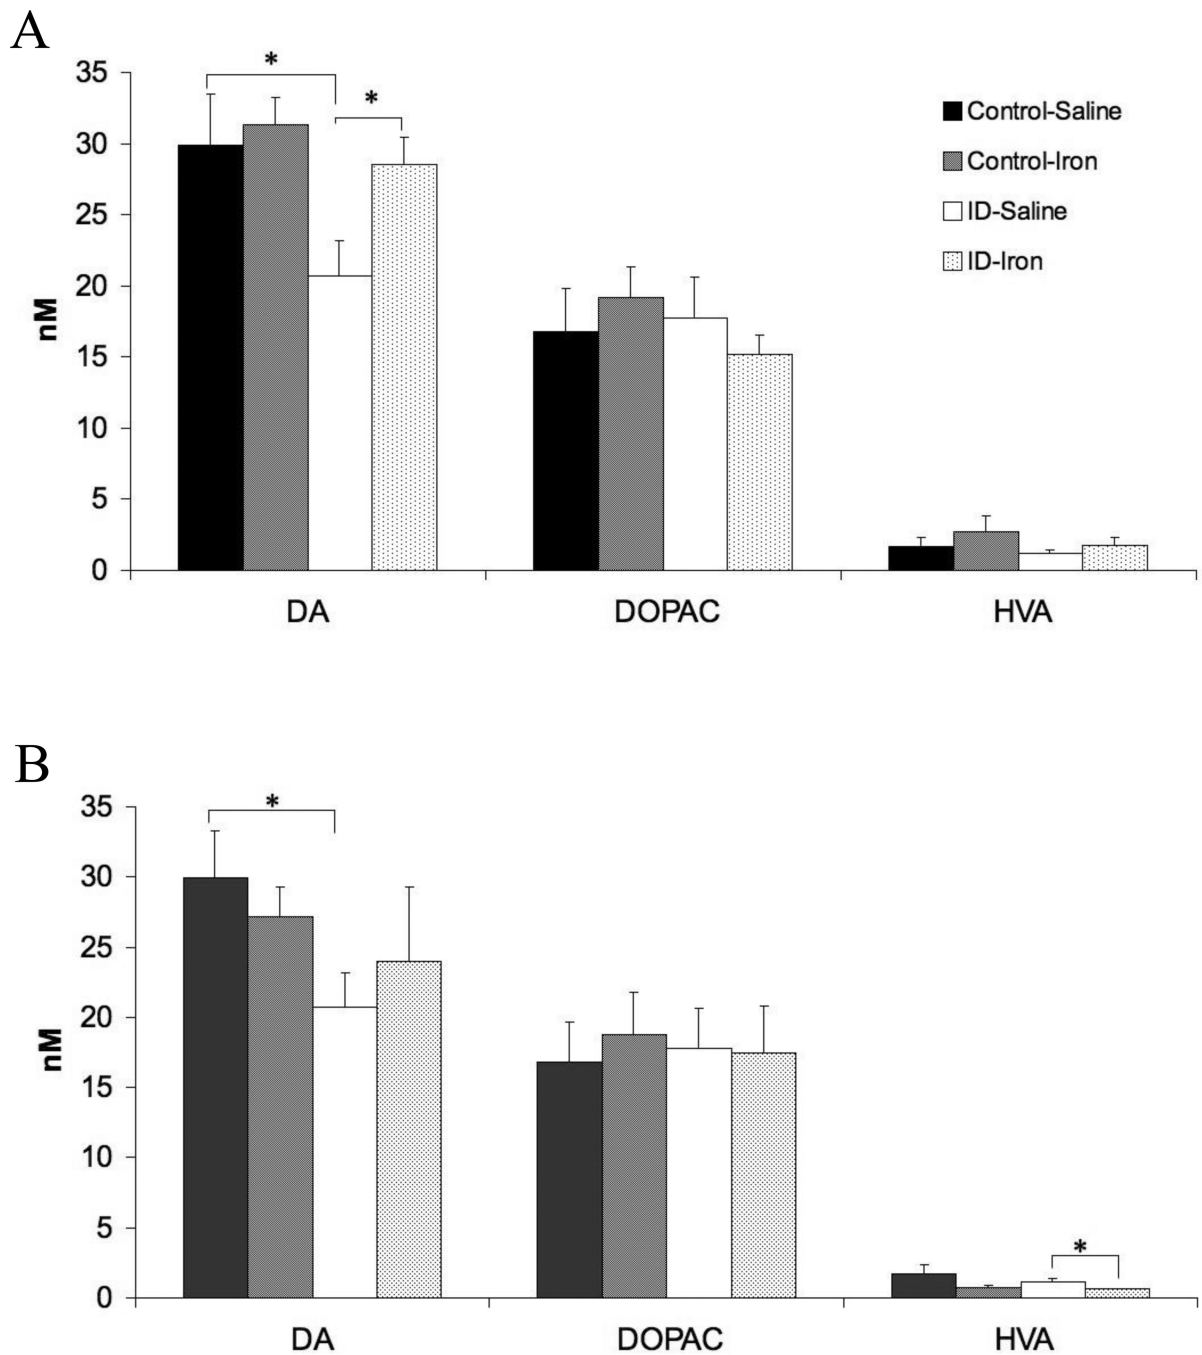 A
*
*
35
30
25
20
15
10
5
0
nM
Control-Saline
Control-Iron
ID-Saline
ID-Iron
DA DOPAC HVA
B
*
*
35
30
25
20
15
10
5
0
nM
DA DOPAC HVA